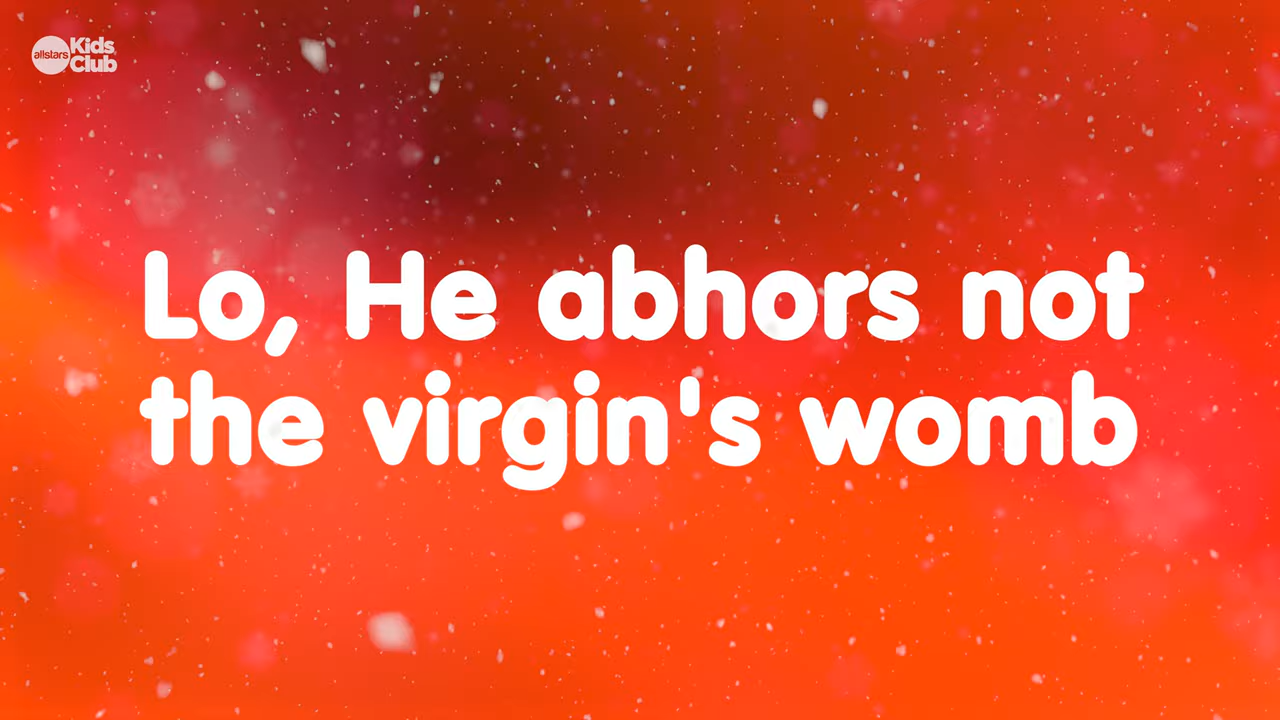 allstars
Kids
Club
Lo, He abhors not
the virgin's womb